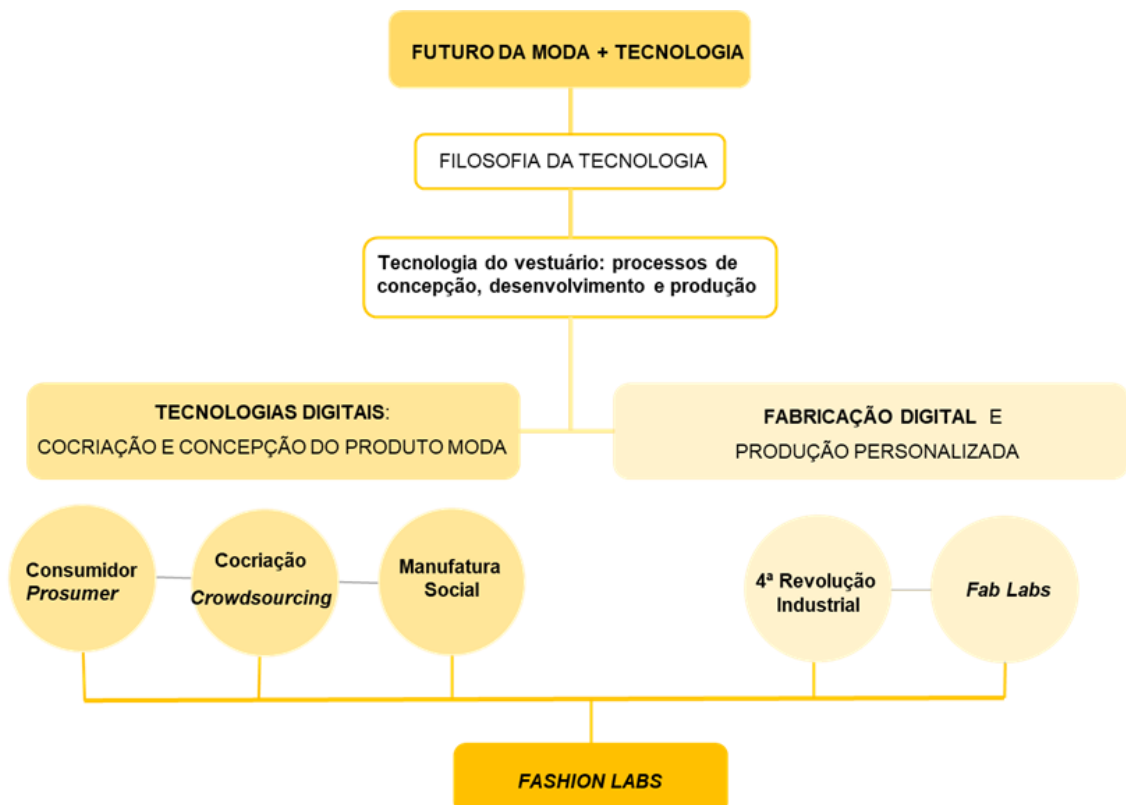 FUTURO DA MODA + TECNOLOGIA
FILOSOFIA DA TECNOLOGIA
Tecnologia do vestuário: processos de
concepção, desenvolvimento e produção
TECNOLOGIAS DIGITAIS:
COCRIAÇÃO E CONCEPÇÃO DO PRODUTO MODA
FABRICAÇÃO DIGITAL E
PRODUÇÃO PERSONALIZADA
Consumidor
Prosumer
Cocriação
Crowdsourcing
Manufatura
Social
4ª Revolução
Industrial
Fab Labs
FASHION LABS